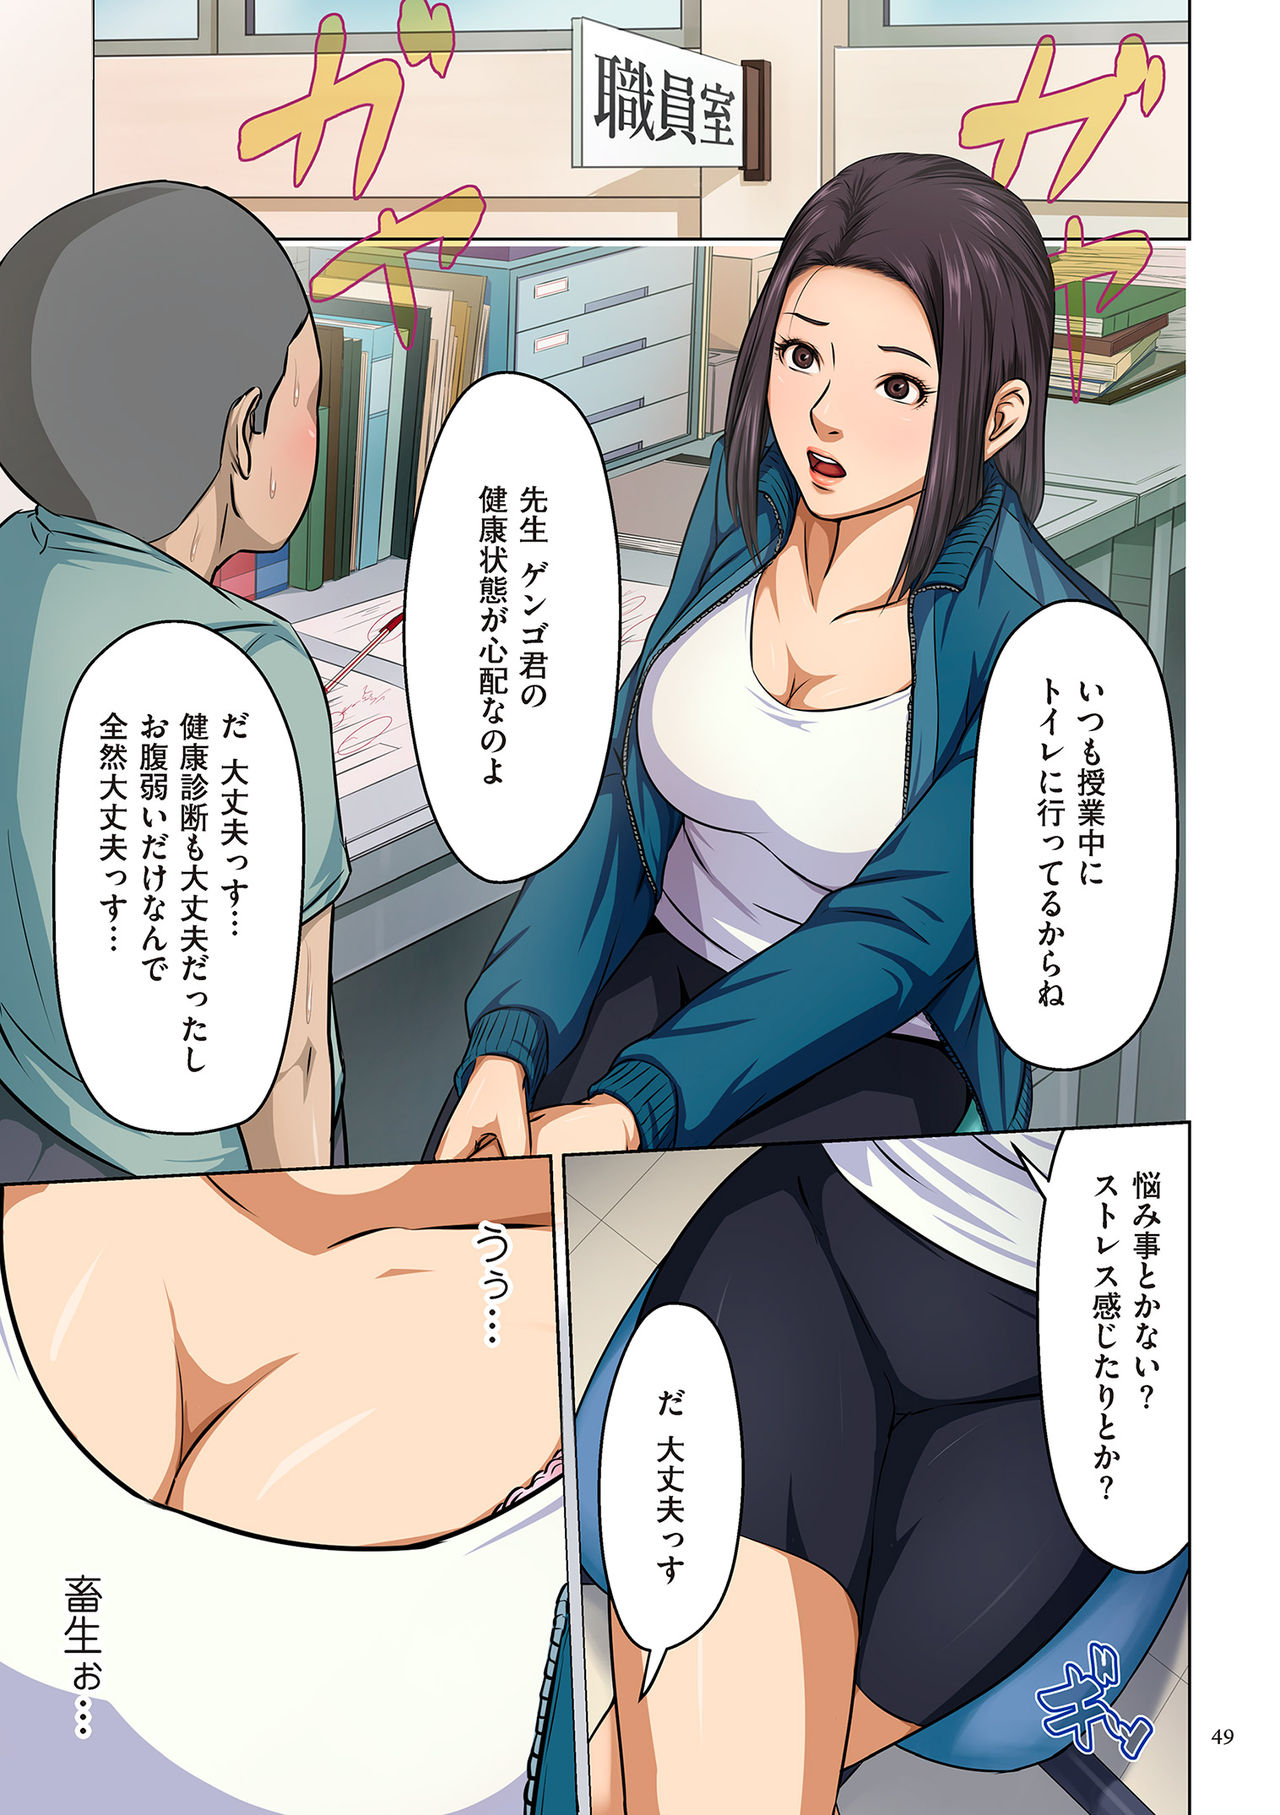 職員室
ガヤ
ガヤ
いつも授業中に
トイレに行ってるからね
先生 ゲンゴ君の
健康状態が心配なのよ
だ 大丈夫っす…
健康診断も大丈夫だったし
お腹弱いだけなんで
全然大丈夫っす…
悩み事とかない?
ストレス感じたりとか?
だ 大丈夫っす
ギッ
うぅ…
畜生ぉ…
49